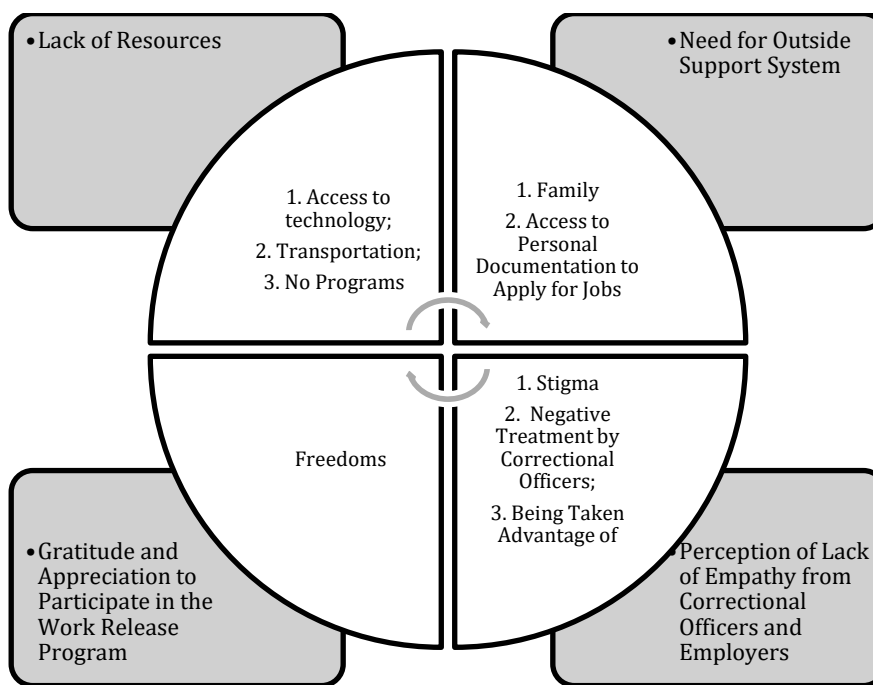 •Lack of Resources
•Need for Outside
Support System
1. Access to
technology;
2. Transportation;
3. No Programs
1. Family
2. Access to
Personal
Documentation to
Apply for Jobs
Freedoms
1. Stigma
2. Negative
Treatment by
Correctional
Officers;
3. Being Taken
Advantage of
•Gratitude and
Appreciation to
Participate in the
Work Release
Program
•Perception of Lack
of Empathy from
Correctional
Officers and
Employers